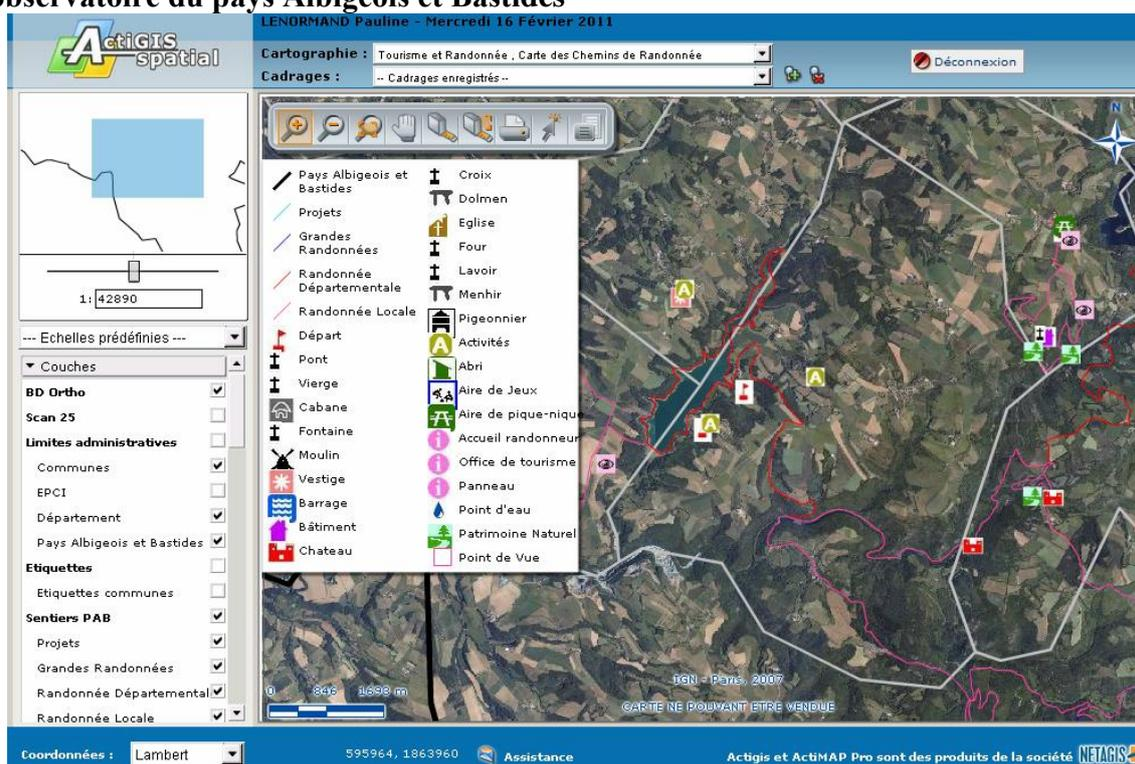 observatoire du pays Albigeois et Bastides
LENORMAND Pauline - Mercredi 16 Février 2011
ActiGIS
spatial
Cartographie :
Tourisme et Randonnée , Carte des Chemins de Randonnée
Cadrages :
-- Cadrages enregistrés --
Déconnexion
N
1:
42890
--- Echelles prédéfinies ---
Couches
BD Ortho
Scan 25
Limites administratives
Communes
EPCI
Département
Pays Albigeois et Bastides
Etiquettes
Etiquettes communes
Sentiers PAB
Projets
Grandes Randonnées
Randonnée Départemental
Randonnée Locale
Pays Albigeois et
Bastides
Projets
Grandes
Randonnées
Randonnée
Départementale
Randonnée Locale
Départ
Pont
Vierge
Cabane
Fontaine
Moulin
Vestige
Barrage
Bâtiment
Chateau
Croix
Dolmen
Eglise
Four
Lavoir
Menhir
Pigeonnier
A Activités
Abri
Aire de Jeux
Aire de pique-nique
i Accueil randonneur
i Office de tourisme
i Panneau
Point d'eau
Patrimoine Naturel
Point de Vue
A
A
A
0 846 1693 m
IGN - Paris, 2007
CARTE NE POUVANT ETRE VENDUE
Coordonnées :
Lambert
595964, 1863960
Assistance
Actigis et ActiMAP Pro sont des produits de la société NETAGIS